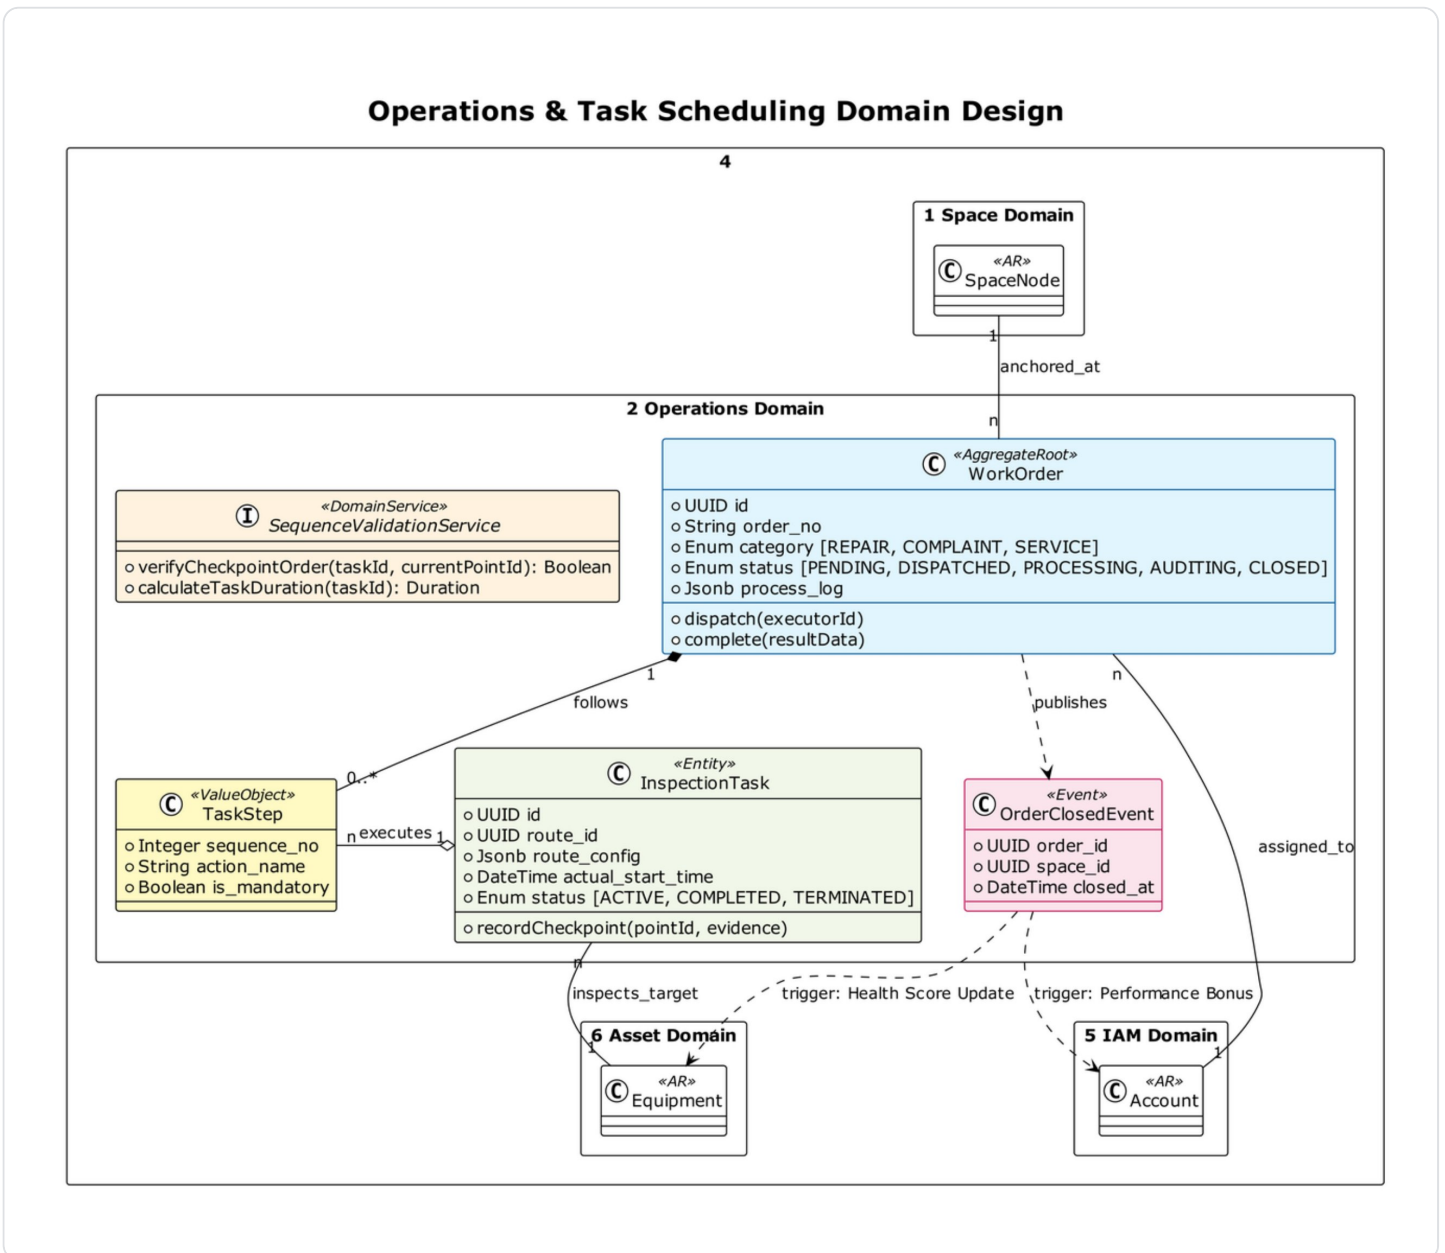 Operations & Task Scheduling Domain Design
4
1 Space Domain
C
«AR»
SpaceNode
1
anchored_at
n
2 Operations Domain
I
«DomainService»
SequenceValidationService
verifyCheckpointOrder(taskId, currentPointId): Boolean
calculateTaskDuration(taskId): Duration
C
«AggregateRoot»
WorkOrder
UUID id
String order_no
Enum category [REPAIR, COMPLAINT, SERVICE]
Enum status [PENDING, DISPATCHED, PROCESSING, AUDITING, CLOSED]
Jsonb process_log
dispatch(executorId)
complete(resultData)
1
follows
0..*
publishes
n
assigned_to
C
«ValueObject»
TaskStep
Integer sequence_no
String action_name
Boolean is_mandatory
n
executes
1
C
«Entity»
InspectionTask
UUID id
UUID route_id
Jsonb route_config
DateTime actual_start_time
Enum status [ACTIVE, COMPLETED, TERMINATED]
recordCheckpoint(pointId, evidence)
C
«Event»
OrderClosedEvent
UUID order_id
UUID space_id
DateTime closed_at
n
inspects_target
trigger: Health Score Update
trigger: Performance Bonus
6 Asset Domain
1
C
«AR»
Equipment
5 IAM Domain
1
C
«AR»
Account